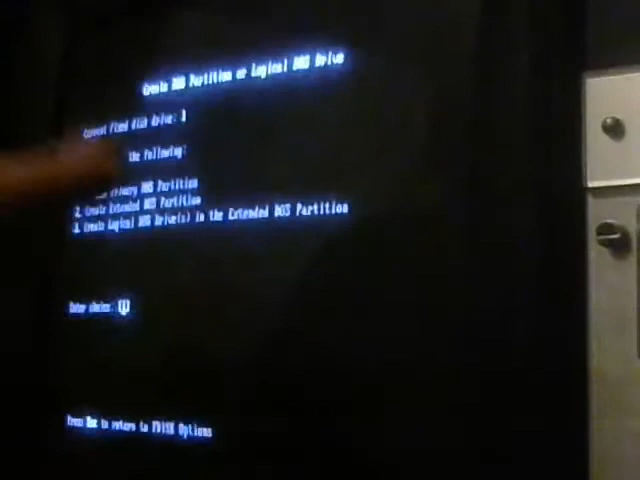 Create DOS Partition or Logical DOS Drive
Current fixed disk drive: 1
the following:
Primary DOS Partition
2. Create Extended DOS Partition
3. Create Logical DOS Drive(s) in the Extended DOS Partition
Enter choice: [1]
Press Esc to return to FDISK Options